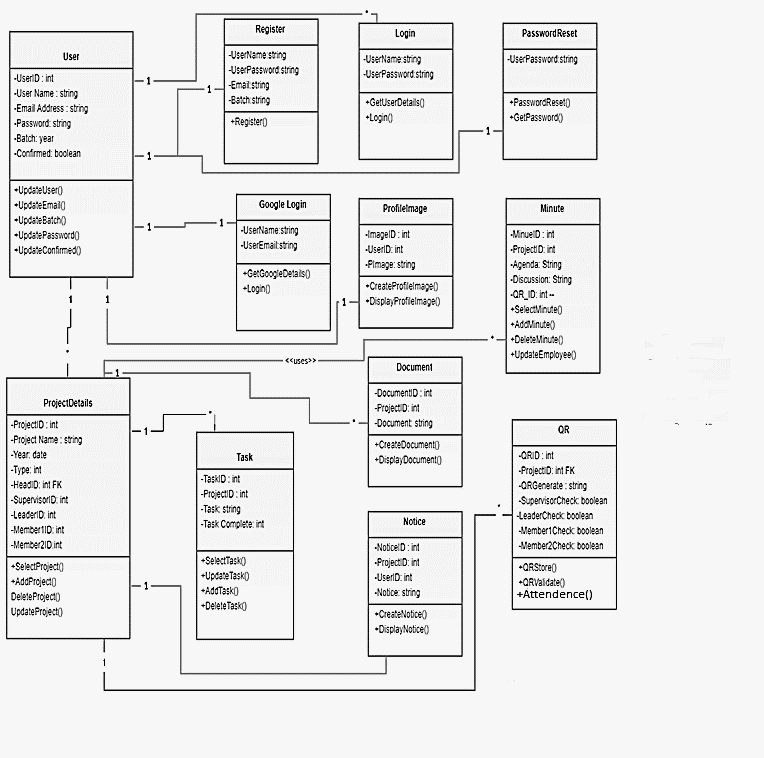 User
-UserID : int
-User Name : string
-Email Address : string
-Password: string
-Batch: year
-Confirmed: boolean
+UpdateUser()
+UpdateEmail()
+UpdateBatch()
+UpdatePassword()
+UpdateConfirmed()
1
1
1
1
1
*
Register
-UserName:string
-UserPassword:string
-Email:string
-Batch:string
+Register()
1
*
Login
-UserName:string
-UserPassword:string
+GetUserDetails()
+Login()
PasswordReset
-UserPassword:string
+PasswordReset()
+GetPassword()
1
Google Login
-UserName:string
-UserEmail:string
+GetGoogleDetails()
+Login()
1
ProfileImage
-ImageID : int
-UserID: int
-PImage: string
+CreateProfileImage()
+DisplayProfileImage()
1
Minute
-MinueID : int
-ProjectID: int
-Agenda: String
-Discussion: String
-QR_ID: int --
+SelectMinute()
+AddMinute()
+DeleteMinute()
+UpdateEmployee()
*
<<uses>>
ProjectDetails
-ProjectID : int
-Project Name : string
-Year: date
-Type: int
-HeadID: int FK
-SupervisorID: int
-LeaderID: int
-Member1ID: int
-Member2ID:int
+SelectProject()
+AddProject()
DeleteProject()
UpdateProject()
1
1
1
1
Task
-TaskID : int
-ProjectID : int
-Task: string
-Task Complete: int
+SelectTask()
+UpdateTask()
+AddTask()
+DeleteTask()
*
Document
-DocumentID : int
-ProjectID: int
-Document: string
+CreateDocument()
+DisplayDocument()
*
Notice
-NoticeID : int
-ProjectID: int
-UserID: int
-Notice: string
+CreateNotice()
+DisplayNotice()
QR
-QRID : int
-ProjectID: int FK
-QRGenerate : string
-SupervisorCheck: boolean
-LeaderCheck: boolean
-Member1Check: boolean
-Member2Check: boolean
+QRStore()
+QRValidate()
+Attendence()
*